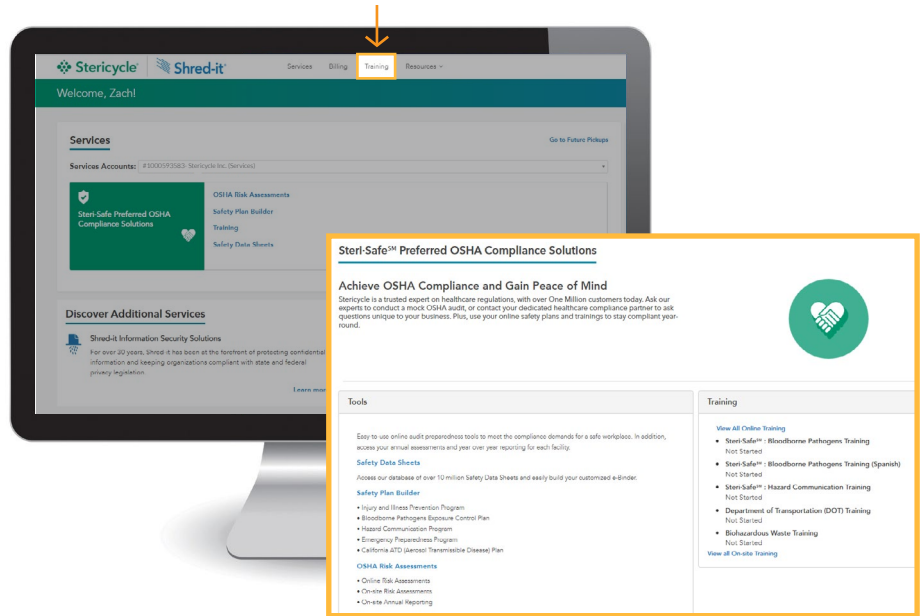 Stericycle® Shred-it® Services Billing Training Resources
Welcome, Zach!
Services
Go to Future Pickups
Services Accounts: #1000593583- Stericycle Inc. (Services)
Steri-Safe Preferred OSHA
Compliance Solutions
OSHA Risk Assessments
Safety Plan Builder
Training
Safety Data Sheets
Discover Additional Services
Shred-it Information Security Solutions
For over 30 years, Shred-it has been at the forefront of protecting confidential
information and keeping organizations compliant with state and federal
privacy legislation.
Learn mor
Steri-Safe℠ Preferred OSHA Compliance Solutions
Achieve OSHA Compliance and Gain Peace of Mind
Stericycle is a trusted expert on healthcare regulations, with over One Million customers today. Ask our
experts to conduct a mock OSHA audit, or contact your dedicated healthcare compliance partner to ask
questions unique to your business. Plus, use your online safety plans and trainings to stay compliant year-
round.
Tools
Easy-to-use online audit preparedness tools to meet the compliance demands for a safe workplace. In addition,
access your annual assessments and year over year reporting for each facility.
Safety Data Sheets
Access our database of over 10 million Safety Data Sheets and easily build your customized e-Binder.
Safety Plan Builder
• Injury and Illness Prevention Program
• Bloodborne Pathogens Exposure Control Plan
• Hazard Communication Program
• Emergency Preparedness Program
• California ATD (Aerosol Transmissible Disease) Plan
OSHA Risk Assessments
• Online Risk Assessments
• On-site Risk Assessments
• On-site Annual Reporting
Training
View All Online Training
• Steri-Safe℠ : Bloodborne Pathogens Training
Not Started
• Steri-Safe℠ : Bloodborne Pathogens Training (Spanish)
Not Started
• Steri-Safe℠ : Hazard Communication Training
Not Started
• Department of Transportation (DOT) Training
Not Started
• Biohazardous Waste Training
Not Started
View all On-site Training